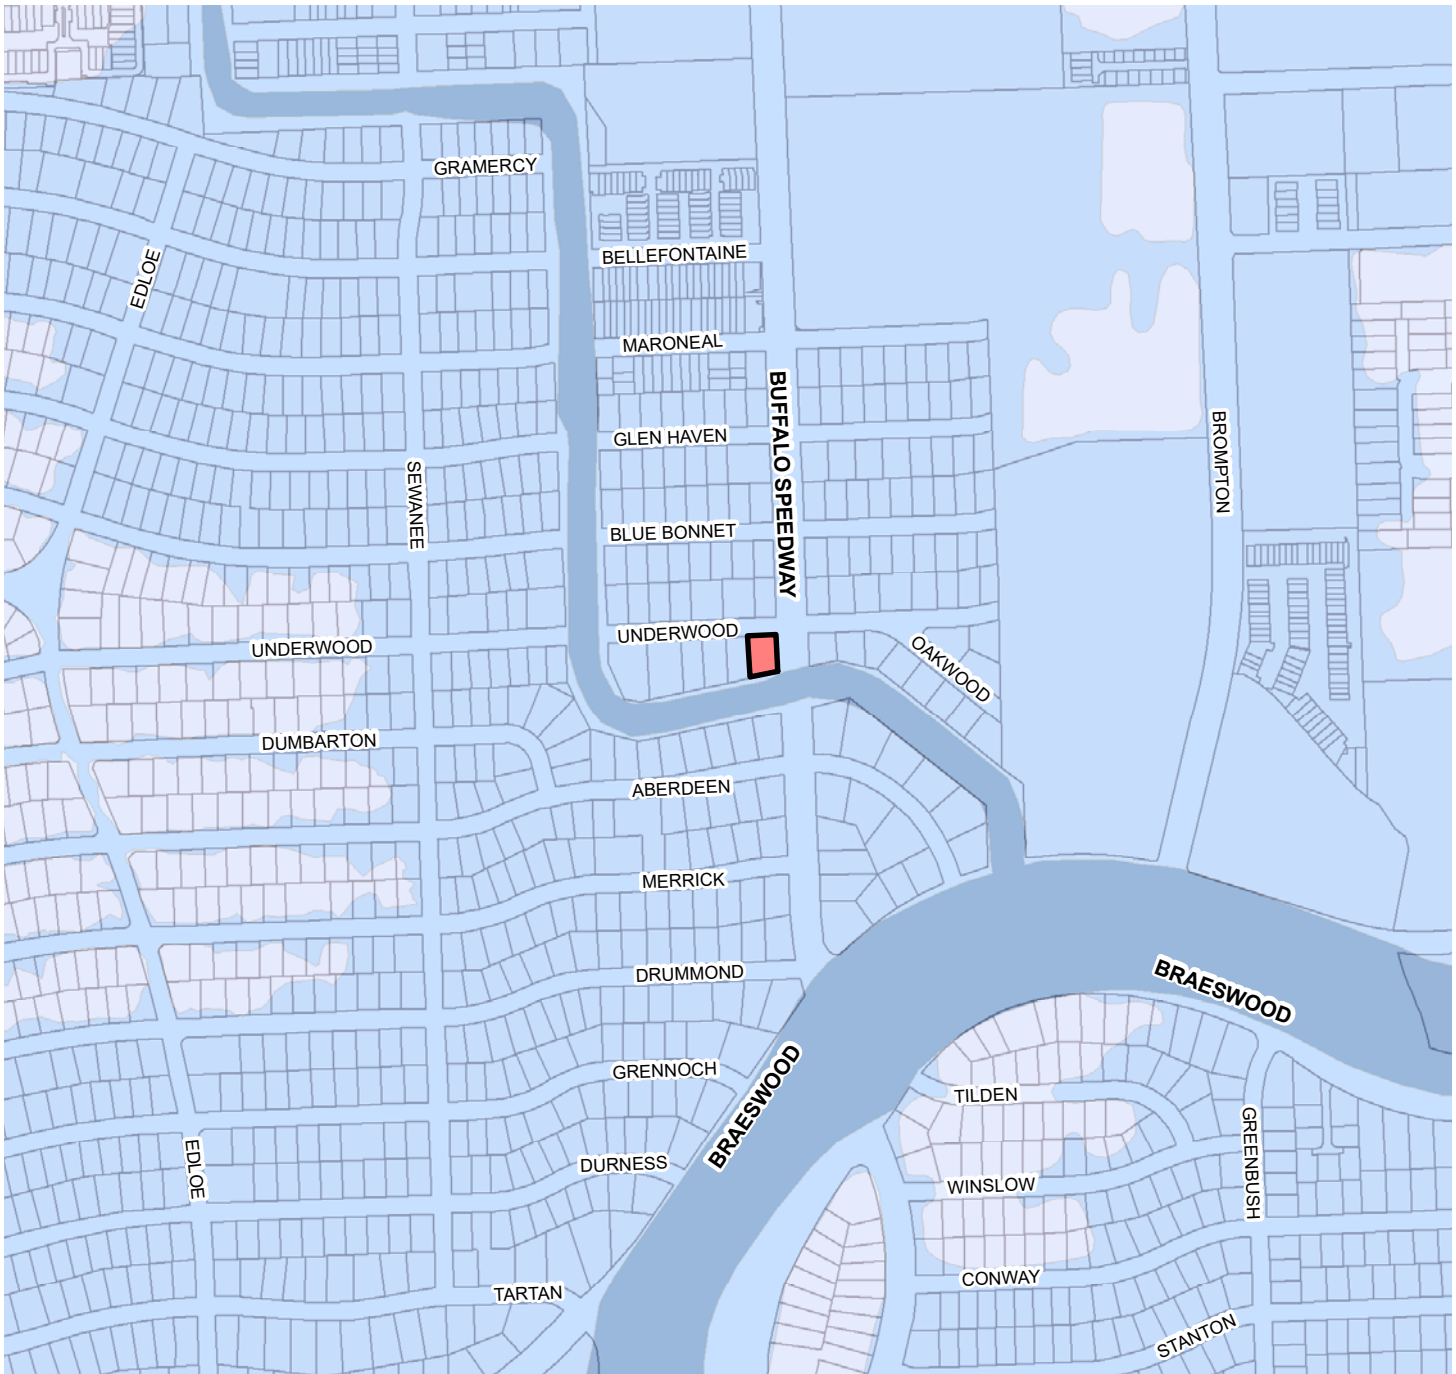 GRAMERCY
EDLOE
BELLEFONTAINE
MARONEAL
BUFFALO SPEEDWAY
GLEN HAVEN
BROMPTON
SEWANEE
BLUE BONNET
UNDERWOOD
UNDERWOOD
OAKWOOD
DUMBARTON
ABERDEEN
MERRICK
DRUMMOND
BRAESWOOD
GRENNOCH
BRAESWOOD
TILDEN
EDLOE
DURNESS
GREENBUSH
WINSLOW
CONWAY
TARTAN
STANTON